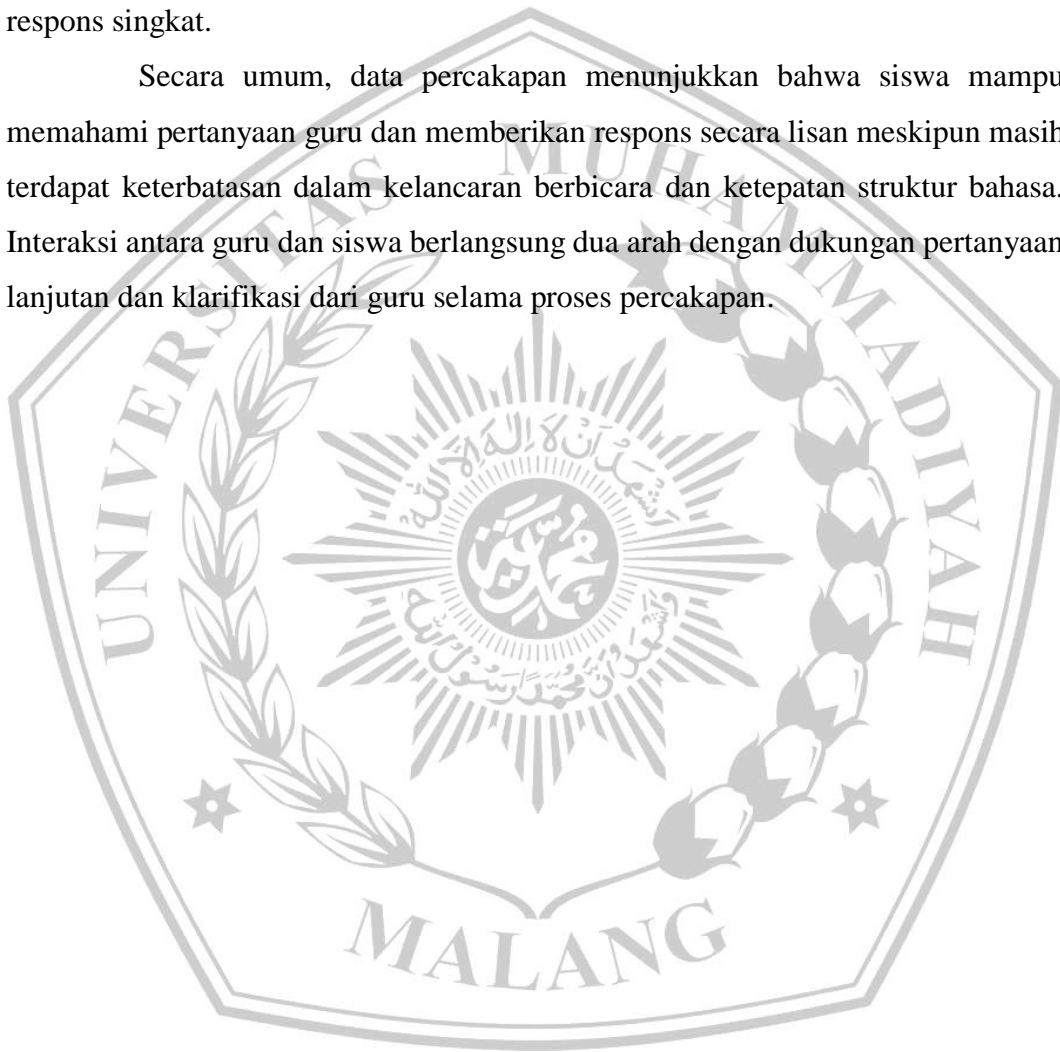 respons singkat.
Secara umum, data percakapan menunjukkan bahwa siswa mampu
memahami pertanyaan guru dan memberikan respons secara lisan meskipun masih
terdapat keterbatasan dalam kelancaran berbicara dan ketepatan struktur bahasa.
Interaksi antara guru dan siswa berlangsung dua arah dengan dukungan pertanyaan
lanjutan dan klarifikasi dari guru selama proses percakapan.
UNIVERSITAS MUHAMMADIYAH
MALANG